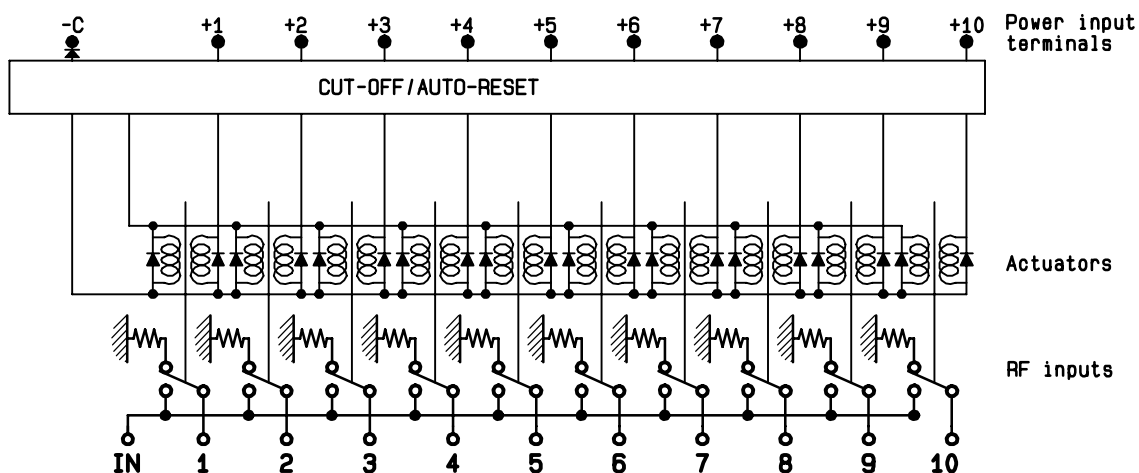 -C +1 +2 +3 +4 +5 +6 +7 +8 +9 +10 Power input
terminals
CUT-OFF/AUTO-RESET
Actuators
RF inputs
IN 1 2 3 4 5 6 7 8 9 10